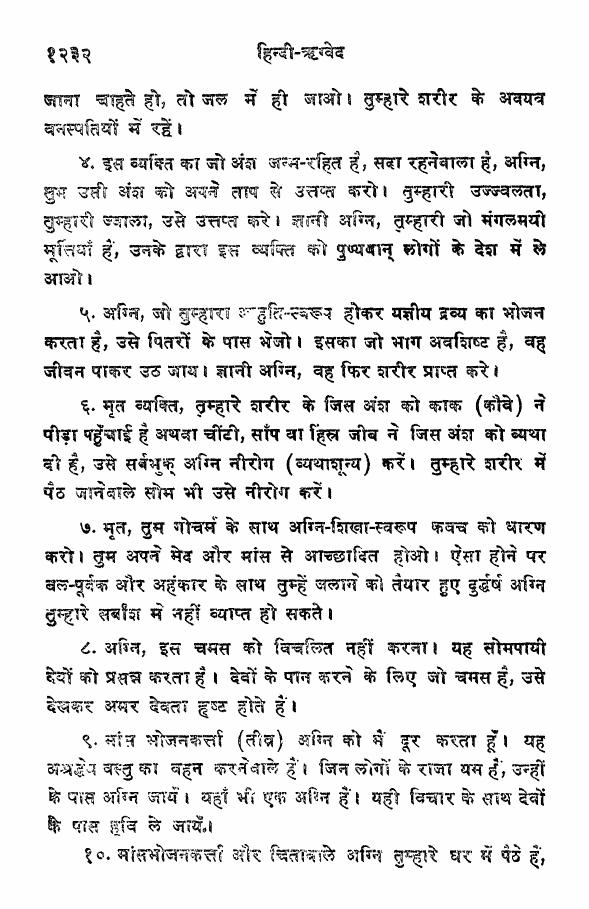 १२३२ हिन्दी-ऋग्वेद
जाना चाहते हो, तो जल में ही जाओ। तुम्हारे शरीर के अवयव
वनस्पतियों में रहें।
४. इस व्यक्ति का जो अंश जन्म-रहित है, सदा रहनेवाला है, अग्नि,
तुम उसी अंश को अपने ताप से उत्तप्त करो। तुम्हारी उज्ज्वलता,
तुम्हारी ज्वाला, उसे उत्तप्त करे। ज्ञानी अग्नि, तुम्हारी जो मंगलमयी
मूर्तियाँ हैं, उनके द्वारा इस व्यक्ति को पुण्यवान् लोगों के देश में ले
आओ।
५. अग्नि, जो तुम्हारा आहुति-स्वरूप होकर यज्ञीय द्रव्य का भोजन
करता है, उसे पितरों के पास भेजो। इसका जो भाग अवशिष्ट है, वह
जीवन पाकर उठ जाय। ज्ञानी अग्नि, वह फिर शरीर प्राप्त करे।
६. मृत व्यक्ति, तुम्हारे शरीर के जिस अंश को काक (कौवे) ने
पीड़ा पहुँचाई है अथवा चींटी, साँप वा हिंस्र जीव ने जिस अंश को व्यथा
दी है, उसे सर्वभुक् अग्नि नीरोग (व्यथाशून्य) करें। तुम्हारे शरीर में
पैठ जानेवाले सोम भी उसे नीरोग करें।
७. मृत, तुम गोचर्म के साथ अग्नि-शिखा-स्वरूप कवच को धारण
करो। तुम अपने मेद और मांस से आच्छादित होओ। ऐसा होने पर
बल-पूर्वक और अहंकार के साथ तुम्हें जलाने को तैयार हुए दुर्द्धर्ष अग्नि
तुम्हारे सर्वांश में नहीं व्याप्त हो सकते।
८. अग्नि, इस चमस को विचलित नहीं करना। यह सोमपायी
देवों को प्रसन्न करता है। देवों के पान करने के लिए जो चमस है, उसे
देखकर अमर देवता हृष्ट होते हैं।
९. मांस भोजनकर्त्ता (तीव्र) अग्नि को मैं दूर करता हूँ। यह
अश्रद्धेय वस्तु का वहन करनेवाले हैं। जिन लोगों के राजा यम हैं, उन्हीं
के पास अग्नि जायें। यहाँ भी एक अग्नि हैं। यही विचार के साथ देवों
के पास हवि ले जायँ।
१०. मांसभोजनकर्त्ता और चितावाले अग्नि तुम्हारे घर में पैठे हैं,